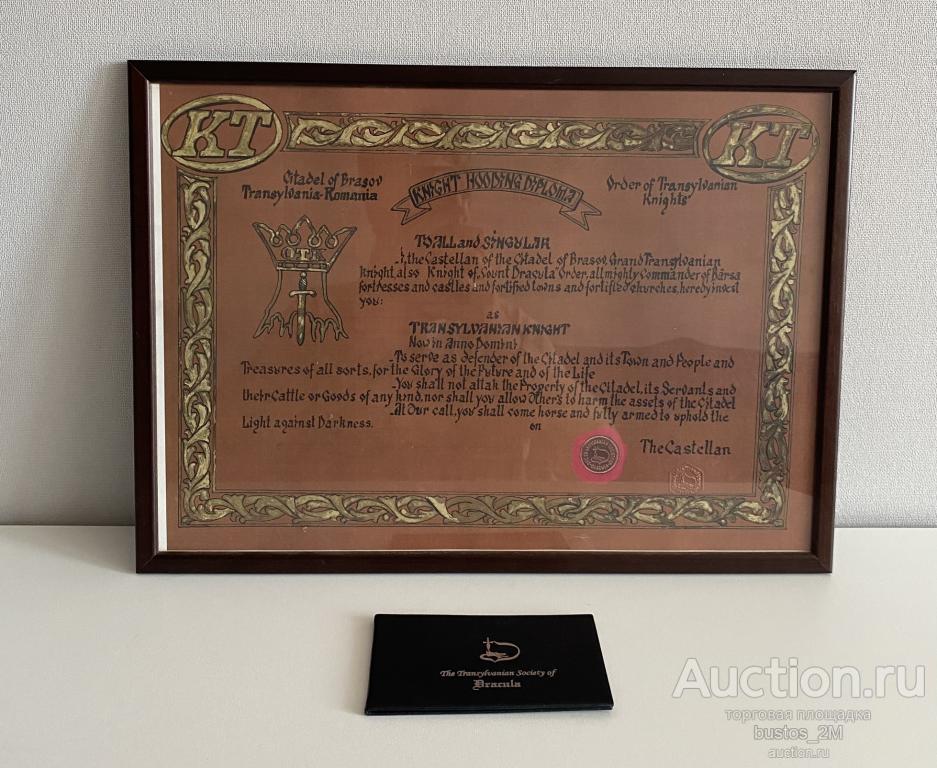 KT
KT
Citadel of Brasov
Transylvania-Romania
KNIGHT HOODING DIPLOMA
Order of Transylvanian
Knights
OTK
TO ALL and SINGULAR
I, the Castellan of the Citadel of Brasov, Grand Transylvanian
Knight also Knight of Count Dracula Order, all mighty Commander of Bârsa
fortresses and castles and fortified towns and fortified churches, heredy invest
you:
as
TRANSYLVANIAN KNIGHT
Now in Anno Domini
-To serve as defender of the Citadel and its Town and People and
Treasures of all sorts, for the Glory of the Future and of the Life
-You shall not attak the Property of the Citadel, its Servants and
their Cattle or Goods of any kind, nor shall you allow Others to harm the assets of the Citadel
-At Our call, you shall come horse and fully armed to uphold the
Light against Darkness.
on
The Castellan
The Transylvanian Society of
Dracula
Auction.ru
торговая площадка
bustos_2M
auction.ru